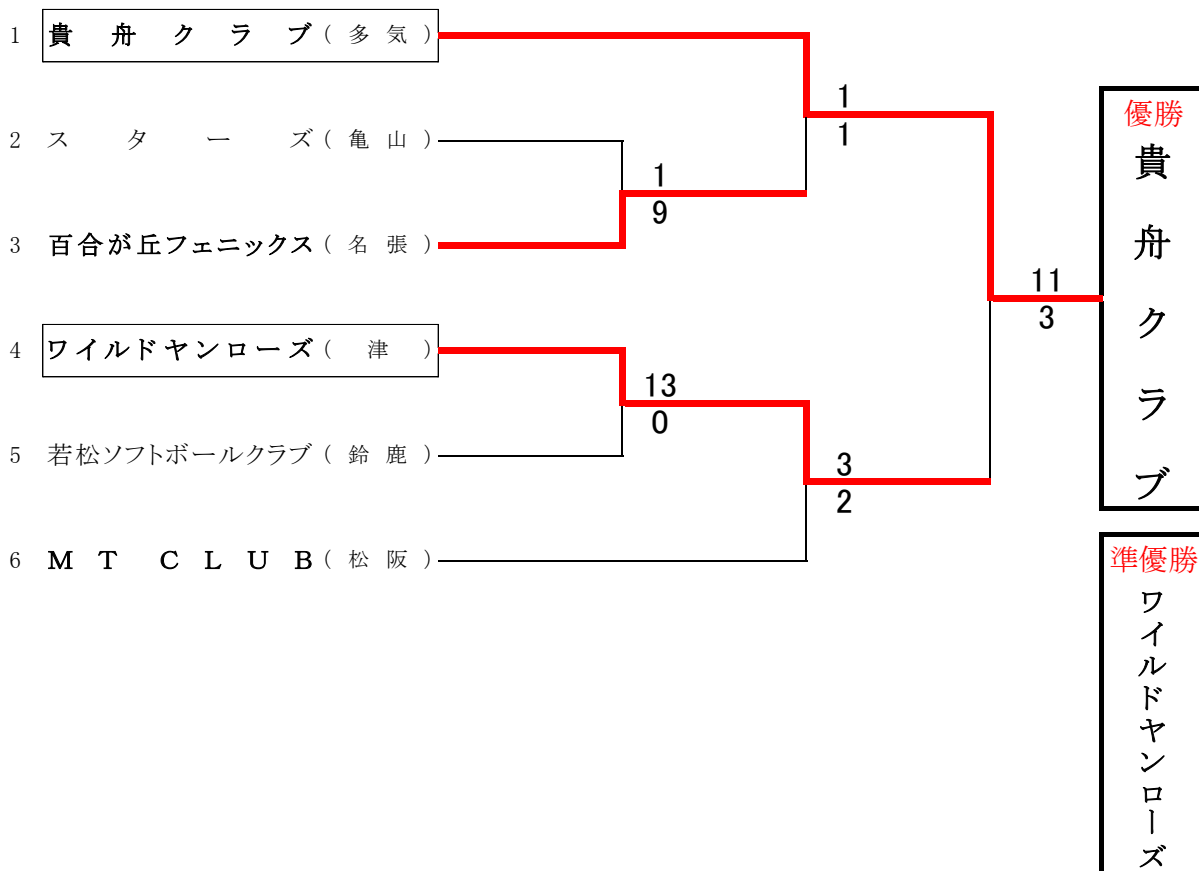 1 貴舟クラブ(多気)
1
1
2 スターズ(亀山)
1
9
3 百合が丘フェニックス(名張)
11
3
4 ワイルドヤンローズ(津)
13
0
5 若松ソフトボールクラブ(鈴鹿)
3
2
6 MT CLUB(松阪)
優勝
貴舟クラブ
準優勝
ワイルドヤンローズ